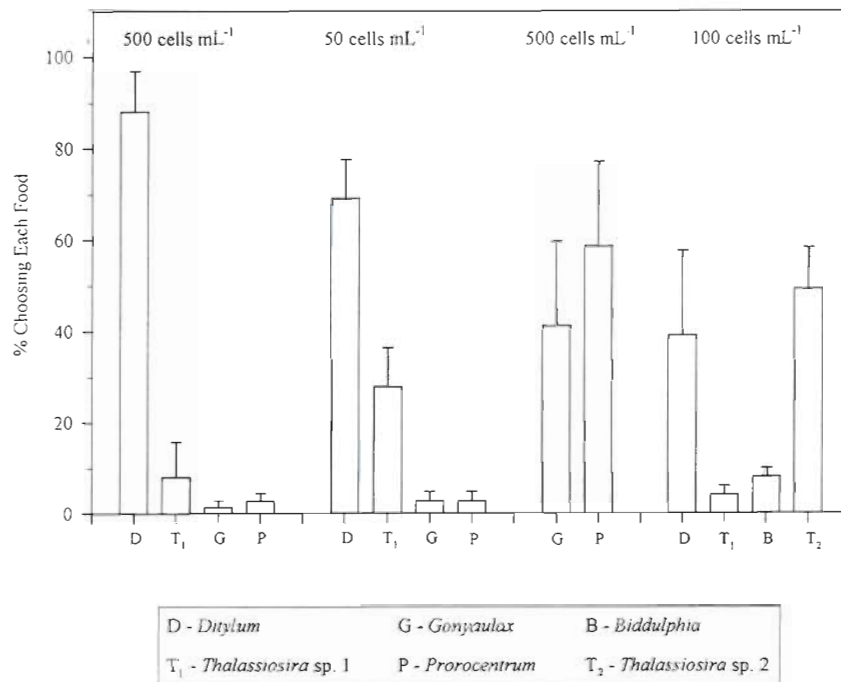 500 cells mL⁻¹ 50 cells mL⁻¹ 500 cells mL⁻¹ 100 cells mL⁻¹
% Choosing Each Food
100
80
60
40
20
0
D T₁ G P D T₁ G P G P D T₁ B T₂
D - Ditylum G - Gonyaulax B - Biddulphia
T₁ - Thalassiosira sp. 1 P - Prorocentrum T₂ - Thalassiosira sp. 2